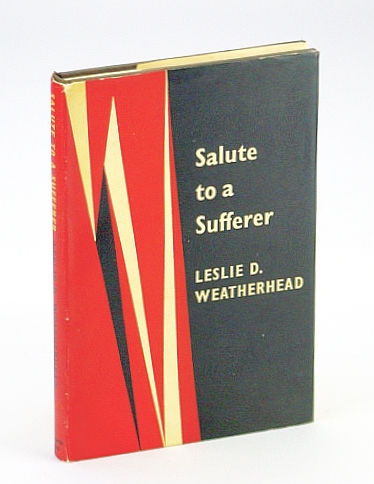 Salute
to a
Sufferer
LESLIE D.
WEATHERHEAD
SALUTE TO A SUFFERER